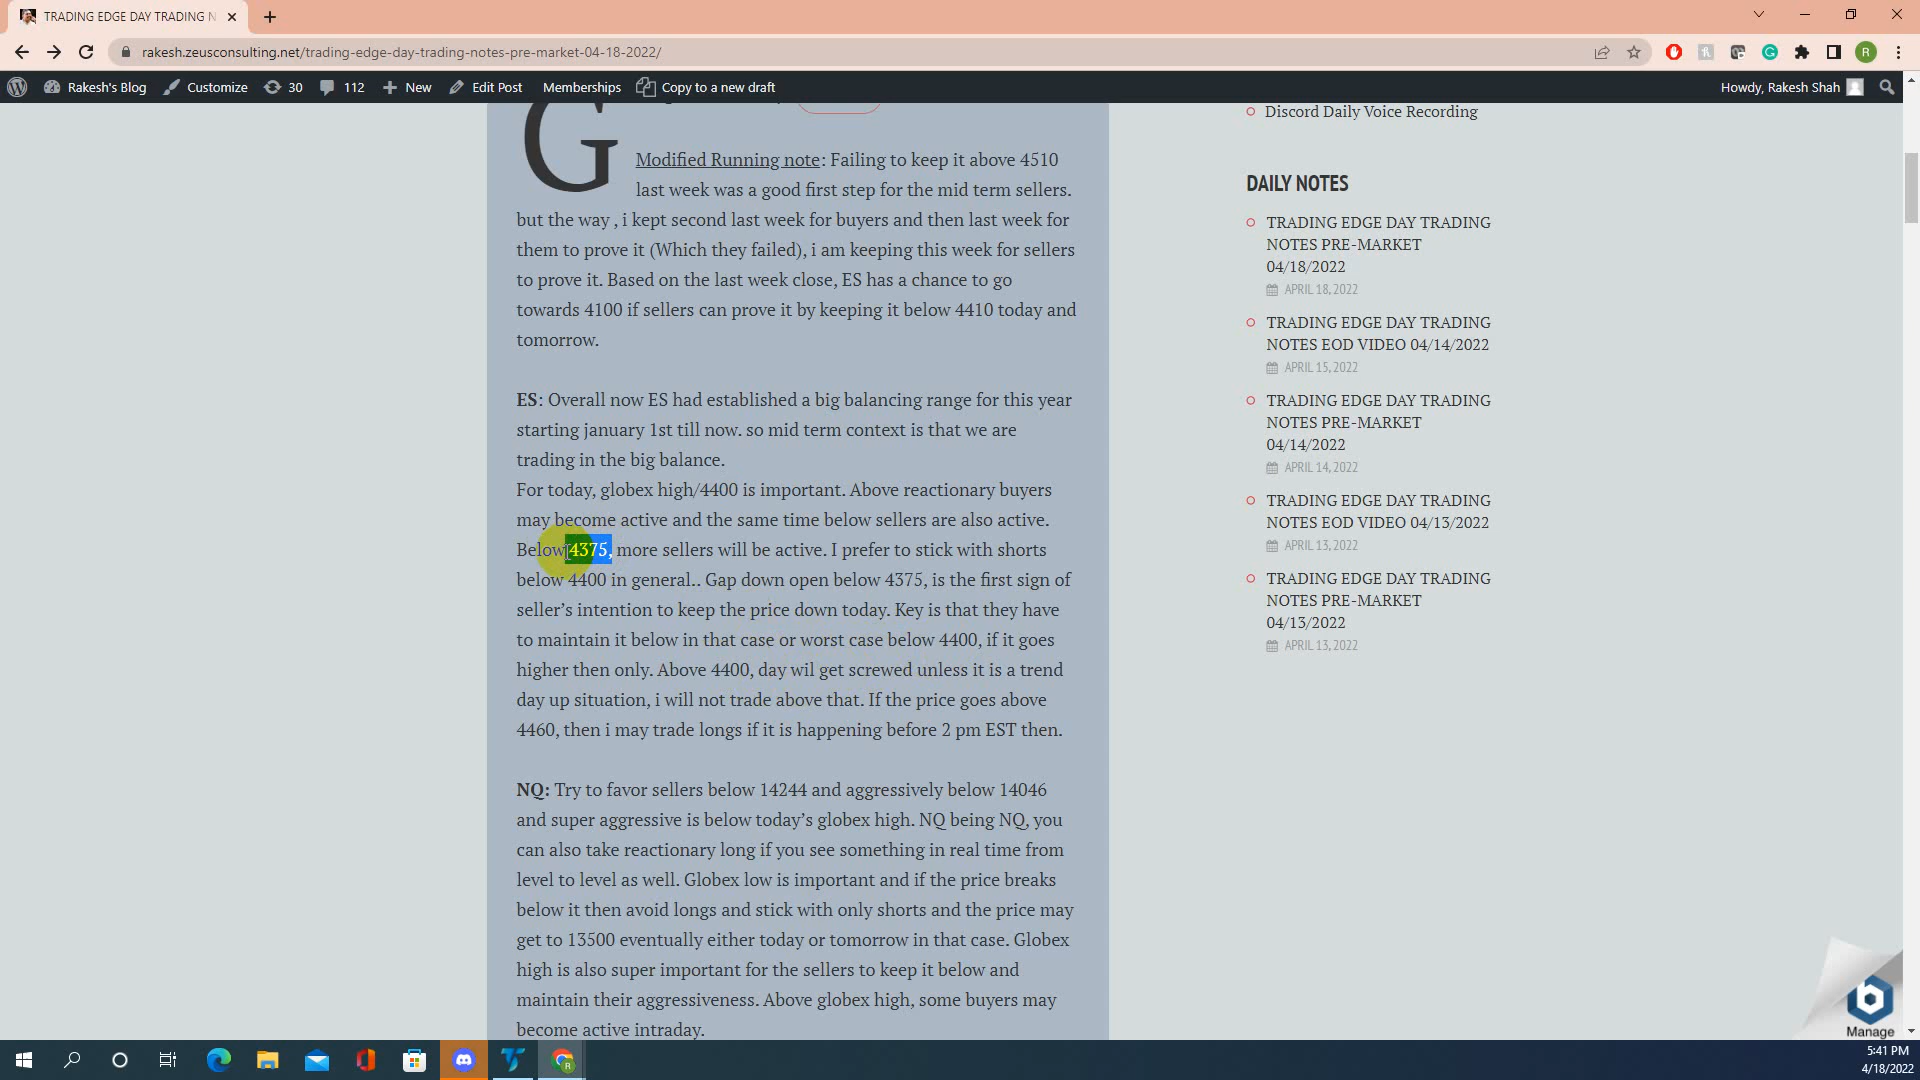 TRADING EDGE DAY TRADING N
rakesh.zeusconsulting.net/trading-edge-day-trading-notes-pre-market-04-18-2022/
R
Rakesh's Blog
Customize
30
112
New
Edit Post
Memberships
Copy to a new draft
Howdy, Rakesh Shah
G
Modified Running note: Failing to keep it above 4510
last week was a good first step for the mid term sellers.
but the way , i kept second last week for buyers and then last week for
them to prove it (Which they failed), i am keeping this week for sellers
to prove it. Based on the last week close, ES has a chance to go
towards 4100 if sellers can prove it by keeping it below 4410 today and
tomorrow.
ES: Overall now ES had established a big balancing range for this year
starting january 1st till now. so mid term context is that we are
trading in the big balance.
For today, globex high/4400 is important. Above reactionary buyers
may become active and the same time below sellers are also active.
Below 4375, more sellers will be active. I prefer to stick with shorts
below 4400 in general.. Gap down open below 4375, is the first sign of
seller’s intention to keep the price down today. Key is that they have
to maintain it below in that case or worst case below 4400, if it goes
higher then only. Above 4400, day wil get screwed unless it is a trend
day up situation, i will not trade above that. If the price goes above
4460, then i may trade longs if it is happening before 2 pm EST then.
NQ: Try to favor sellers below 14244 and aggressively below 14046
and super aggressive is below today’s globex high. NQ being NQ, you
can also take reactionary long if you see something in real time from
level to level as well. Globex low is important and if the price breaks
below it then avoid longs and stick with only shorts and the price may
get to 13500 eventually either today or tomorrow in that case. Globex
high is also super important for the sellers to keep it below and
maintain their aggressiveness. Above globex high, some buyers may
become active intraday.
Discord Daily Voice Recording
DAILY NOTES
TRADING EDGE DAY TRADING
NOTES PRE-MARKET
04/18/2022
APRIL 18, 2022
TRADING EDGE DAY TRADING
NOTES EOD VIDEO 04/14/2022
APRIL 15, 2022
TRADING EDGE DAY TRADING
NOTES PRE-MARKET
04/14/2022
APRIL 14, 2022
TRADING EDGE DAY TRADING
NOTES EOD VIDEO 04/13/2022
APRIL 13, 2022
TRADING EDGE DAY TRADING
NOTES PRE-MARKET
04/13/2022
APRIL 13, 2022
Manage
5:41 PM
4/18/2022